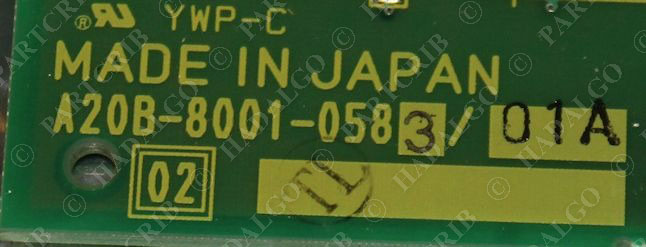 ® YWP-C
MADE IN JAPAN
A20B-8001-0583/01A
02